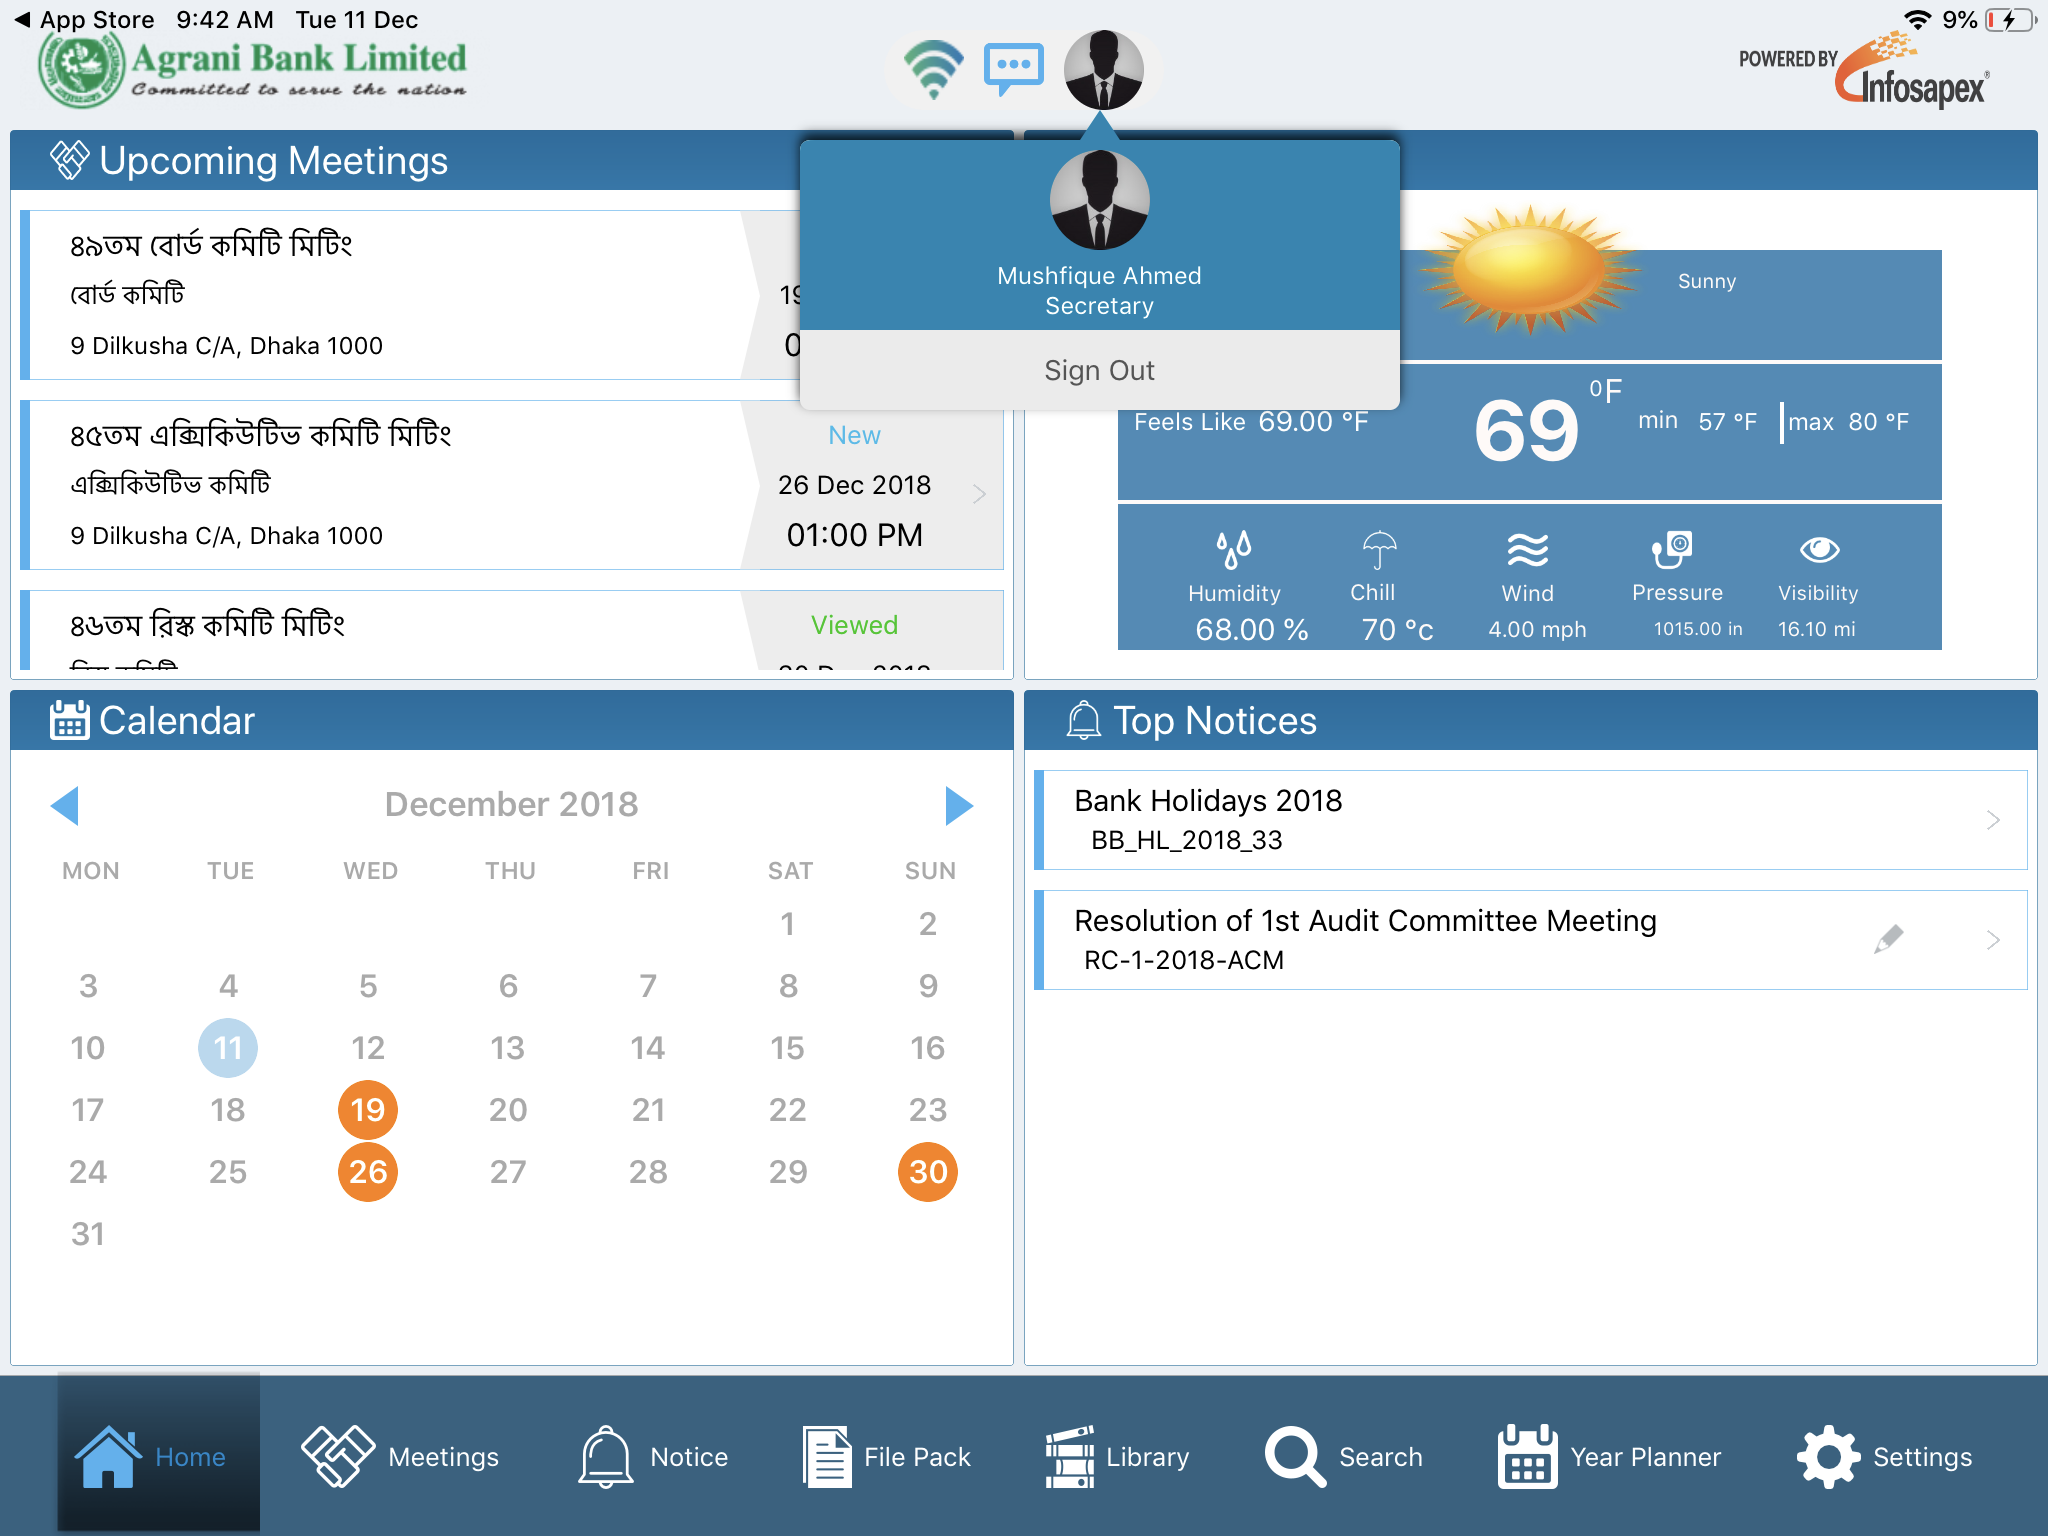 App Store 9:42 AM Tue 11 Dec 9%
Agrani Bank Limited
Committed to serve the nation
POWERED BY Infosapex
Upcoming Meetings
৪৯তম বোর্ড কমিটি মিটিং
বোর্ড কমিটি
9 Dilkusha C/A, Dhaka 1000
৪৫তম এক্সিকিউটিভ কমিটি মিটিং
এক্সিকিউটিভ কমিটি
9 Dilkusha C/A, Dhaka 1000
New
26 Dec 2018
01:00 PM
৪৬তম রিস্ক কমিটি মিটিং
Viewed
Mushfique Ahmed
Secretary
Sign Out
Sunny
Feels Like 69.00 °F
69 °F
min 57 °F max 80 °F
Humidity Chill Wind Pressure Visibility
68.00 % 70 °c 4.00 mph 1015.00 in 16.10 mi
Calendar
December 2018
MON TUE WED THU FRI SAT SUN
1 2
3 4 5 6 7 8 9
10 11 12 13 14 15 16
17 18 19 20 21 22 23
24 25 26 27 28 29 30
31
Top Notices
Bank Holidays 2018
BB_HL_2018_33
Resolution of 1st Audit Committee Meeting
RC-1-2018-ACM
Home Meetings Notice File Pack Library Search Year Planner Settings